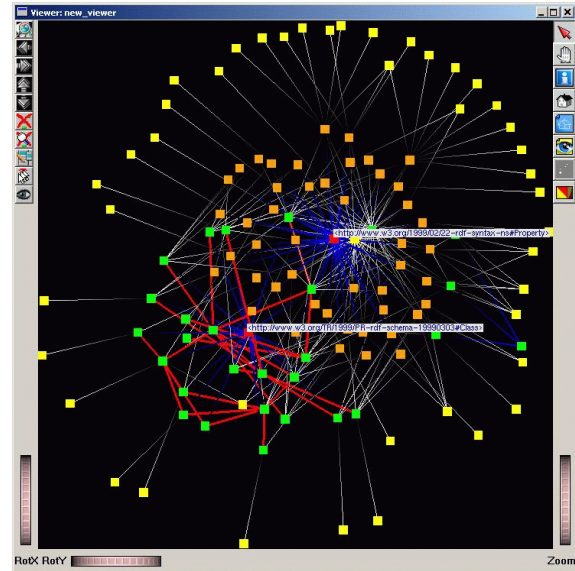 Viewer: new_viewer
<http://www.w3.org/1999/02/22-rdf-syntax-ns#Property>
<http://www.w3.org/TR/1999/PR-rdf-schema-19990303#Class>
RotX RotY
Zoom